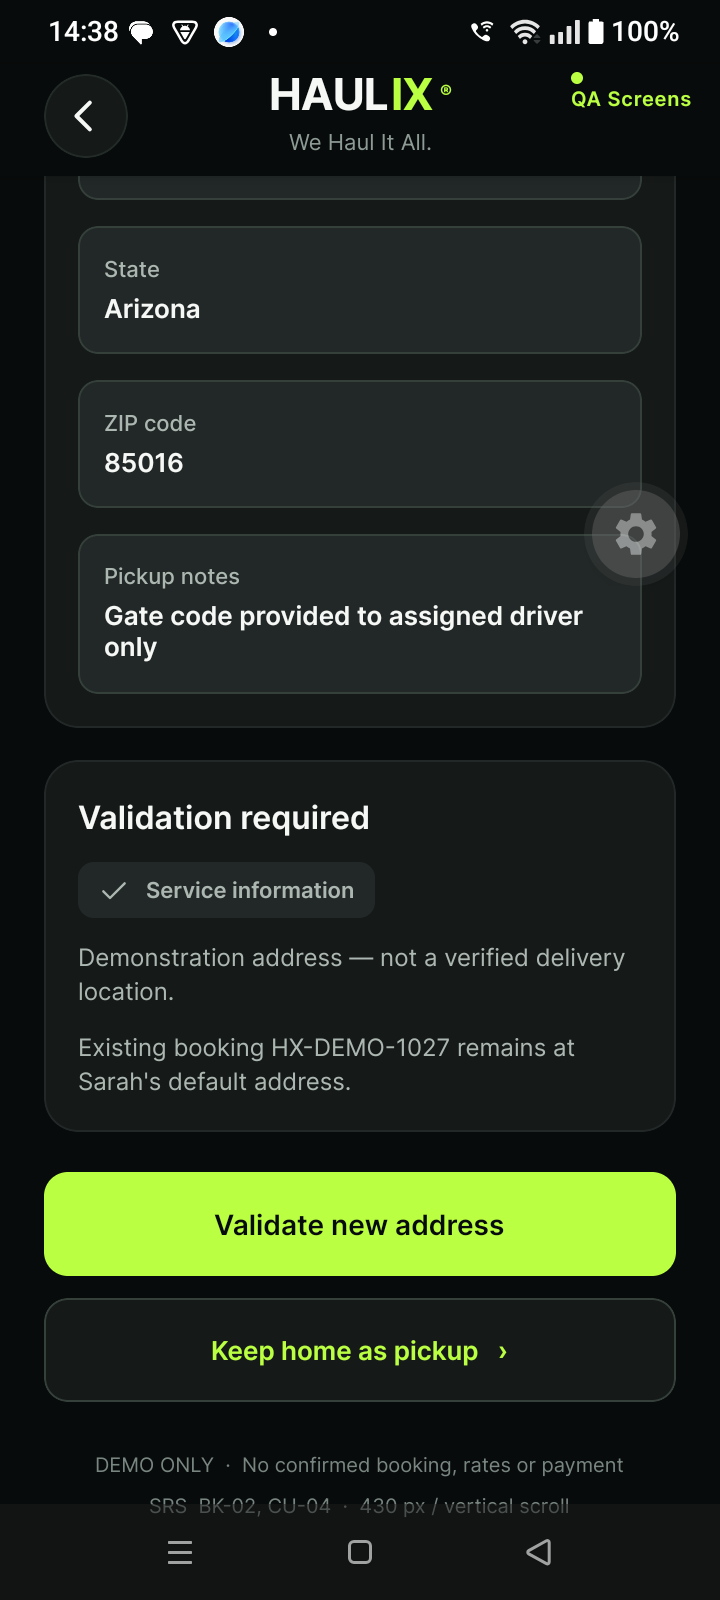 14:38
100%
HAULIX ®
We Haul It All.
QA Screens
State
Arizona
ZIP code
85016
Pickup notes
Gate code provided to assigned driver
only
Validation required
Service information
Demonstration address — not a verified delivery
location.
Existing booking HX-DEMO-1027 remains at
Sarah's default address.
Validate new address
Keep home as pickup ›
DEMO ONLY · No confirmed booking, rates or payment
SRS BK-02, CU-04 · 430 px / vertical scroll